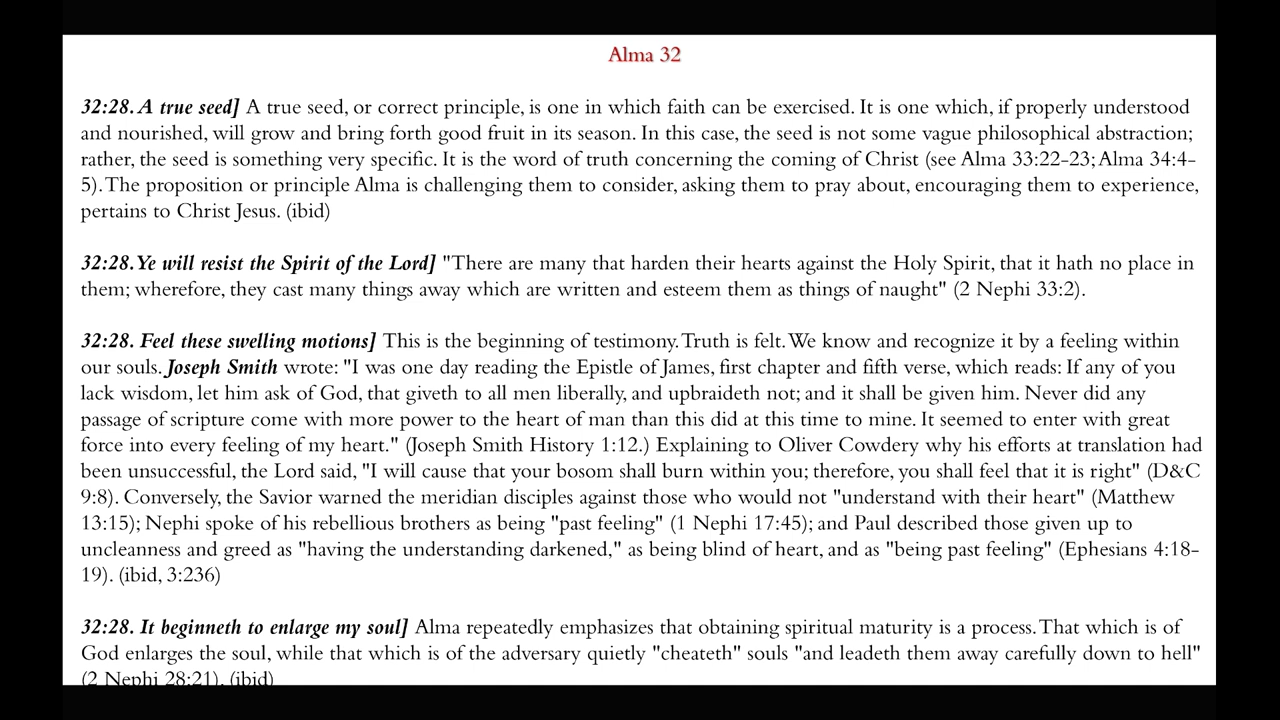 Alma 32
32:28. A true seed] A true seed, or correct principle, is one in which faith can be exercised. It is one which, if properly understood
and nourished, will grow and bring forth good fruit in its season. In this case, the seed is not some vague philosophical abstraction;
rather, the seed is something very specific. It is the word of truth concerning the coming of Christ (see Alma 33:22-23; Alma 34:4-
5). The proposition or principle Alma is challenging them to consider, asking them to pray about, encouraging them to experience,
pertains to Christ Jesus. (ibid)
32:28. Ye will resist the Spirit of the Lord] "There are many that harden their hearts against the Holy Spirit, that it hath no place in
them; wherefore, they cast many things away which are written and esteem them as things of naught" (2 Nephi 33:2).
32:28. Feel these swelling motions] This is the beginning of testimony. Truth is felt. We know and recognize it by a feeling within
our souls. Joseph Smith wrote: "I was one day reading the Epistle of James, first chapter and fifth verse, which reads: If any of you
lack wisdom, let him ask of God, that giveth to all men liberally, and upbraideth not; and it shall be given him. Never did any
passage of scripture come with more power to the heart of man than this did at this time to mine. It seemed to enter with great
force into every feeling of my heart." (Joseph Smith History 1:12.) Explaining to Oliver Cowdery why his efforts at translation had
been unsuccessful, the Lord said, "I will cause that your bosom shall burn within you; therefore, you shall feel that it is right" (D&C
9:8). Conversely, the Savior warned the meridian disciples against those who would not "understand with their heart" (Matthew
13:15); Nephi spoke of his rebellious brothers as being "past feeling" (1 Nephi 17:45); and Paul described those given up to
uncleanness and greed as "having the understanding darkened," as being blind of heart, and as "being past feeling" (Ephesians 4:18-
19). (ibid, 3:236)
32:28. It beginneth to enlarge my soul] Alma repeatedly emphasizes that obtaining spiritual maturity is a process. That which is of
God enlarges the soul, while that which is of the adversary quietly "cheateth" souls "and leadeth them away carefully down to hell"
(2 Nephi 28:21). (ibid)